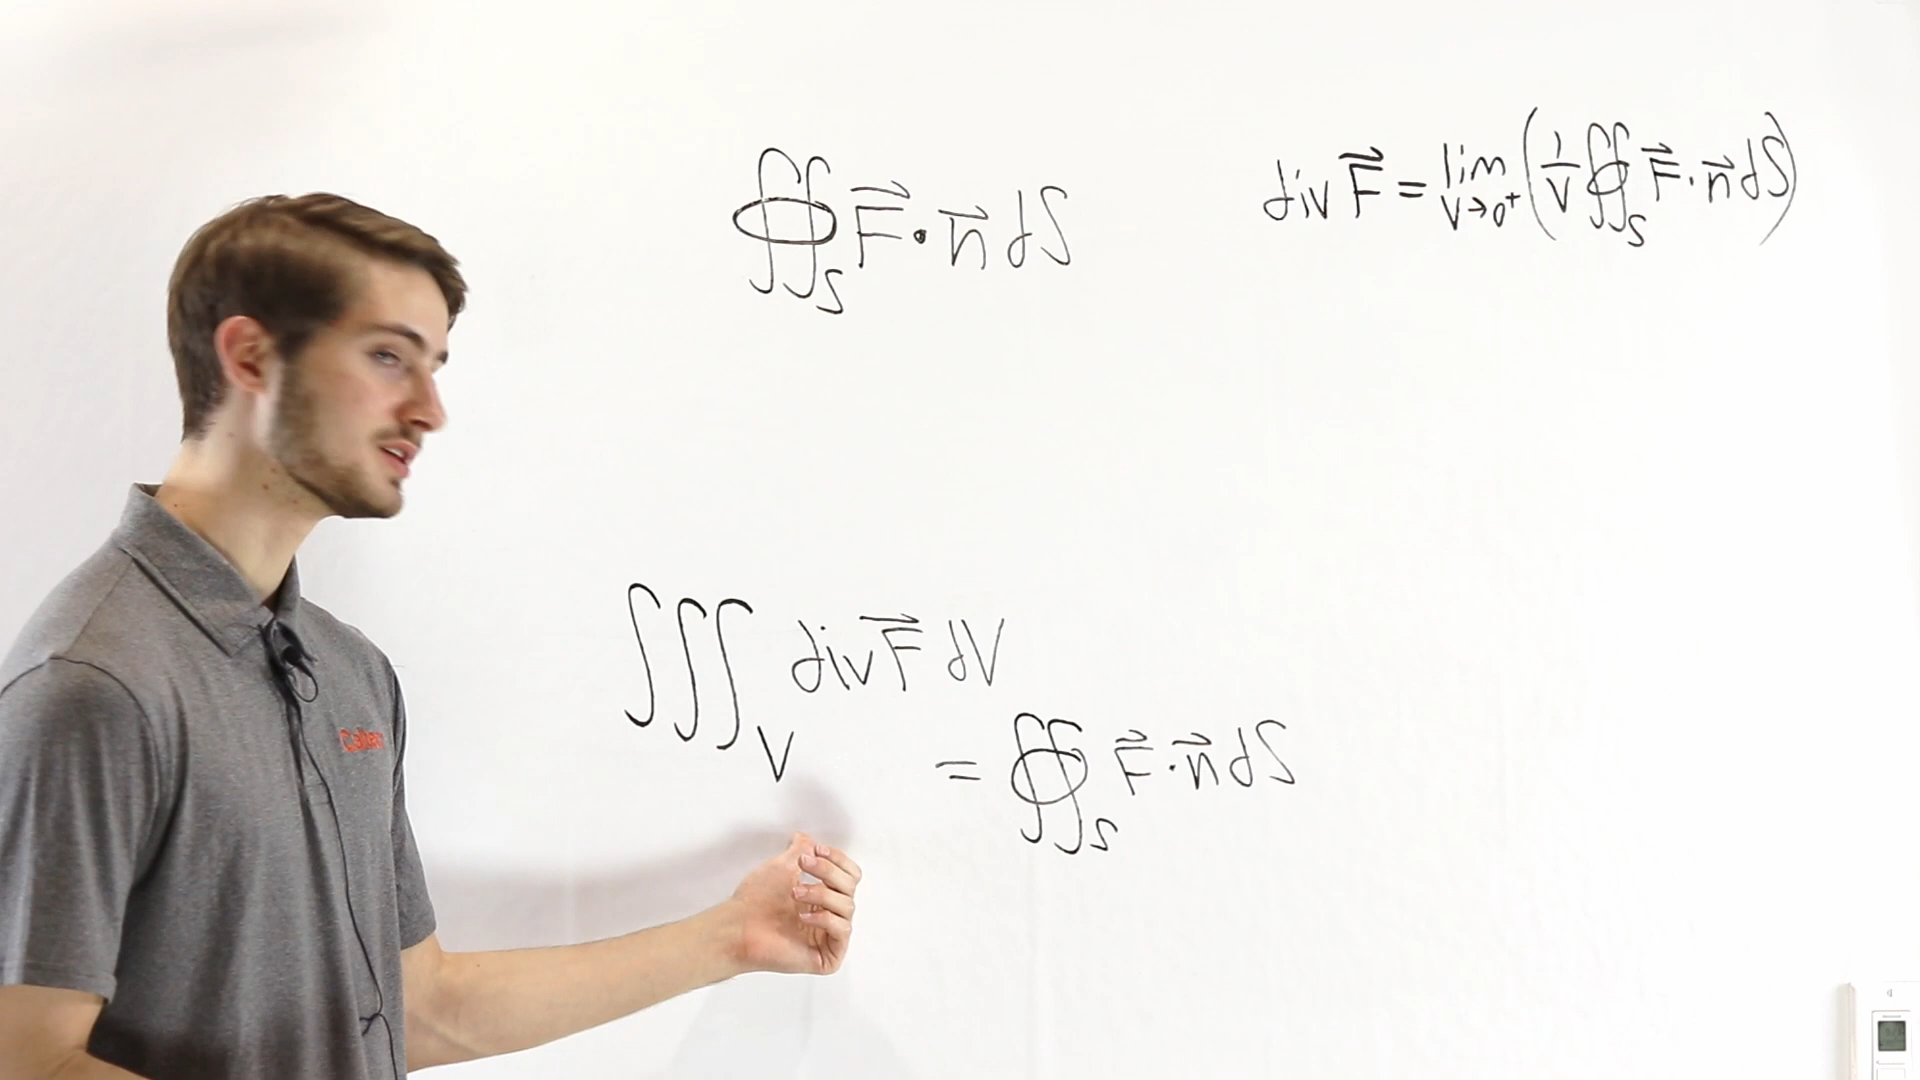 ∯_S F⃗ · n⃗ dS
div F⃗ = lim_{V→0⁺} (1/V ∯_S F⃗ · n⃗ dS)
∭_V div F⃗ dV
= ∯_S F⃗ · n⃗ dS